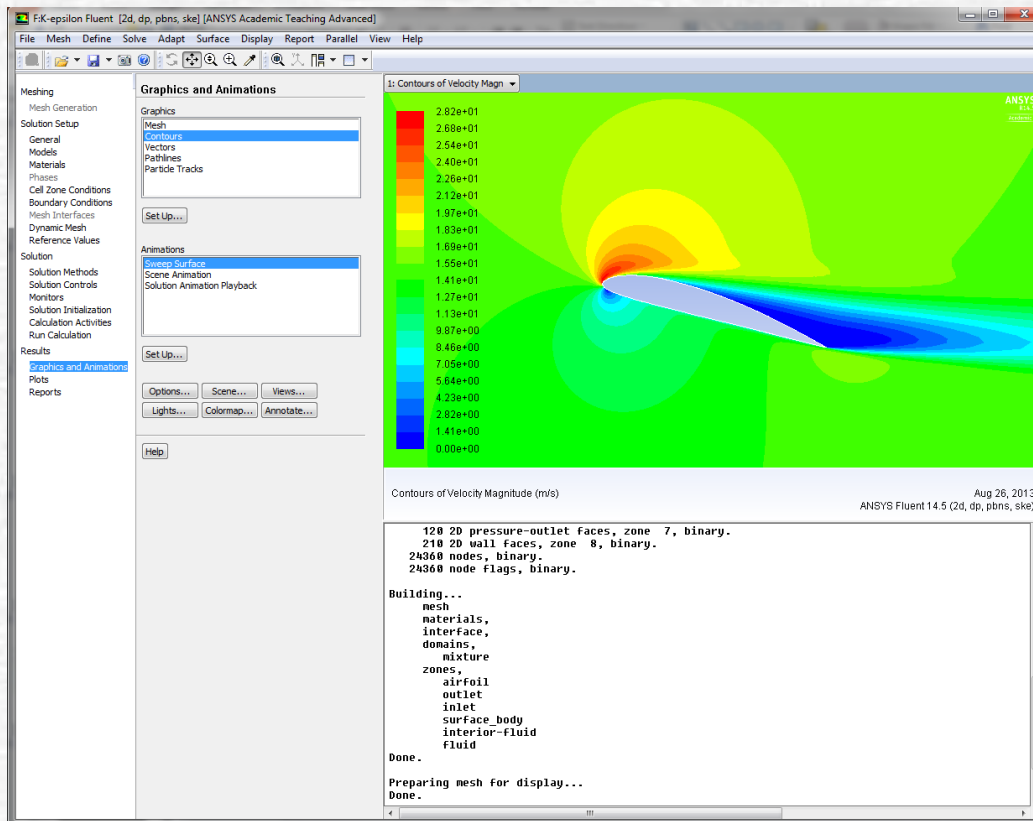 F:K-epsilon Fluent [2d, dp, pbns, ske] [ANSYS Academic Teaching Advanced]
File Mesh Define Solve Adapt Surface Display Report Parallel View Help
Meshing
Mesh Generation
Solution Setup
General
Models
Materials
Phases
Cell Zone Conditions
Boundary Conditions
Mesh Interfaces
Dynamic Mesh
Reference Values
Solution
Solution Methods
Solution Controls
Monitors
Solution Initialization
Calculation Activities
Run Calculation
Results
Graphics and Animations
Plots
Reports
Graphics and Animations
Graphics
Mesh
Contours
Vectors
Pathlines
Particle Tracks
Set Up...
Animations
Sweep Surface
Scene Animation
Solution Animation Playback
Set Up...
Options... Scene... Views...
Lights... Colormap... Annotate...
Help
1: Contours of Velocity Magn
ANSYS
2.82e+01
2.68e+01
2.54e+01
2.40e+01
2.26e+01
2.12e+01
1.97e+01
1.83e+01
1.69e+01
1.55e+01
1.41e+01
1.27e+01
1.13e+01
9.87e+00
8.46e+00
7.05e+00
5.64e+00
4.23e+00
2.82e+00
1.41e+00
0.00e+00
Contours of Velocity Magnitude (m/s)
Aug 26, 2013
ANSYS Fluent 14.5 (2d, dp, pbns, ske)
120 2D pressure-outlet faces, zone 7, binary.
210 2D wall faces, zone 8, binary.
24360 nodes, binary.
24360 node flags, binary.
Building...
mesh
materials,
interface,
domains,
mixture
zones,
airfoil
outlet
inlet
surface_body
interior-fluid
fluid
Done.
Preparing mesh for display...
Done.